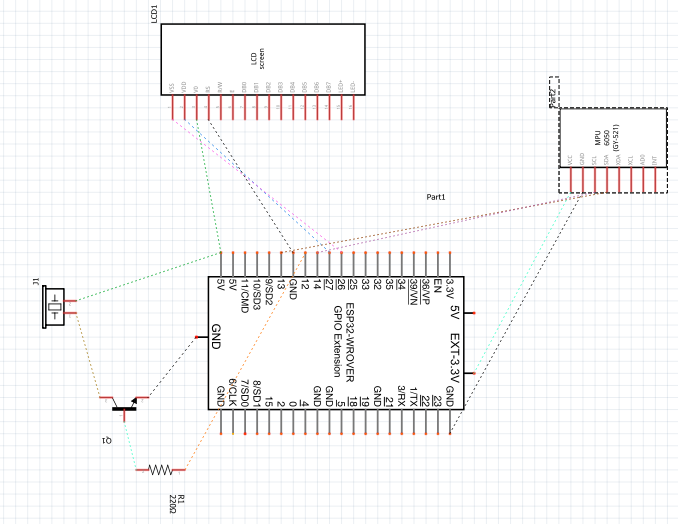 LCD1
LCD
screen
VSS
VDD
V0
RS
R/W
E
DB0
DB1
DB2
DB3
DB4
DB5
DB6
DB7
LED+
LED-
MPU
6050
(GY-521)
VCC
GND
SCL
SDA
XDA
XCL
AD0
INT
Part1
5V
5V
11/CMD
10/SD3
9/SD2
13
GND
12
14
27
26
25
33
32
35
34
39/VN
36/VP
EN
3.3V
J1
GND
ESP32-WROVER
GPIO Extension
5V
EXT-3.3V
GND
6/CLK
7/SD0
8/SD1
15
2
0
4
GND
GND
5
18
19
GND
21
3/RX
1/TX
22
23
GND
Q1
R1
220Ω